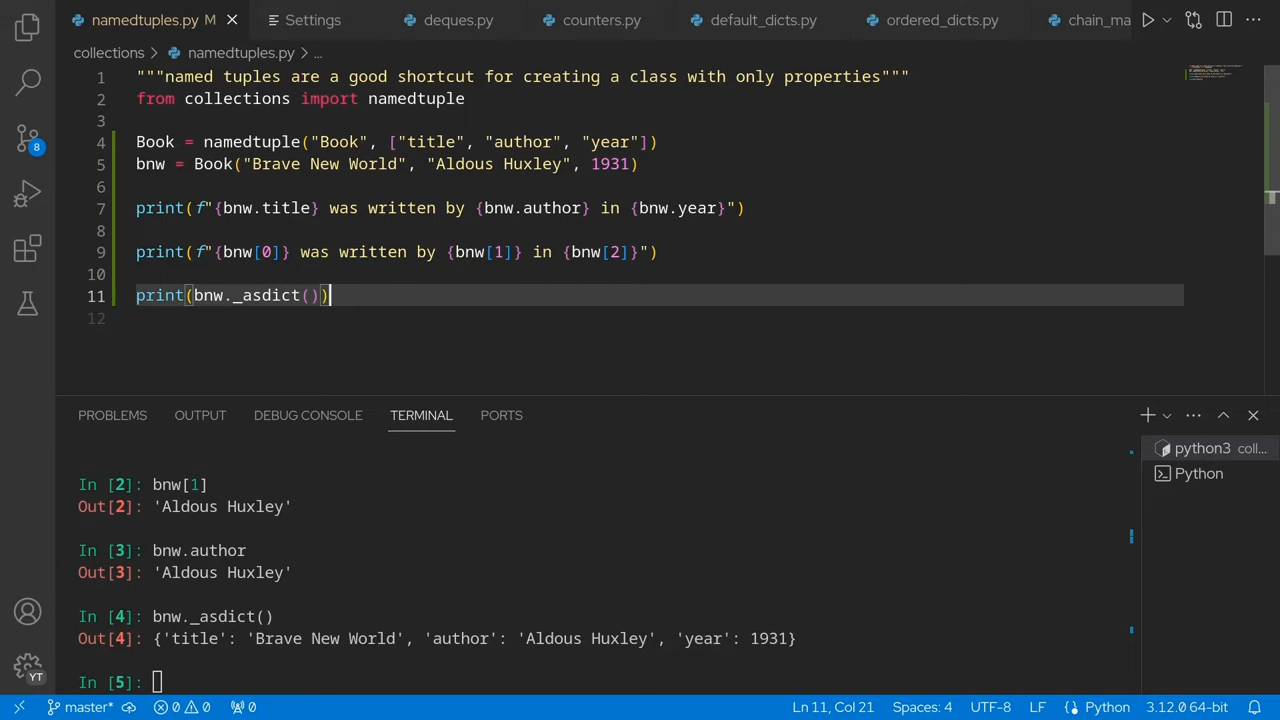 namedtuples.py M
Settings
deques.py
counters.py
default_dicts.py
ordered_dicts.py
chain_ma
collections > namedtuples.py > ...
1 """named tuples are a good shortcut for creating a class with only properties"""
2 from collections import namedtuple
3
4 Book = namedtuple("Book", ["title", "author", "year"])
5 bnw = Book("Brave New World", "Aldous Huxley", 1931)
6
7 print(f"{bnw.title} was written by {bnw.author} in {bnw.year}")
8
9 print(f"{bnw[0]} was written by {bnw[1]} in {bnw[2]}")
10
11 print(bnw._asdict())
12
8
PROBLEMS OUTPUT DEBUG CONSOLE TERMINAL PORTS
python3 coll...
Python
In [2]: bnw[1]
Out[2]: 'Aldous Huxley'
In [3]: bnw.author
Out[3]: 'Aldous Huxley'
In [4]: bnw._asdict()
Out[4]: {'title': 'Brave New World', 'author': 'Aldous Huxley', 'year': 1931}
In [5]:
YT
master* 0 0 0 Ln 11, Col 21 Spaces: 4 UTF-8 LF Python 3.12.0 64-bit